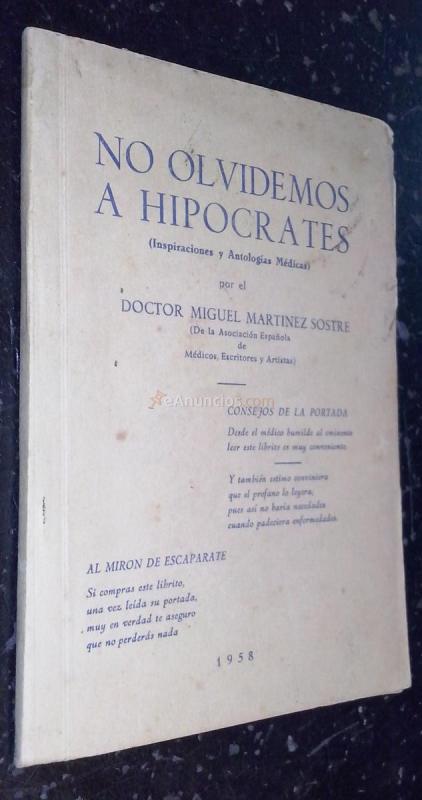 NO OLVIDEMOS
A HIPOCRATES
(Inspiraciones y Antologías Médicas)
por el
DOCTOR MIGUEL MARTINEZ SOSTRE
(De la Asociación Española
de
Médicos, Escritores y Artistas)
eAnuncios.com
CONSEJOS DE LA PORTADA
Desde el médico humilde al eminente
leer este librito es muy conveniente.
Y también estimo conviniera
que el profano lo leyera,
pues así no haría necedades
cuando padeciera enfermedades.
AL MIRON DE ESCAPARATE
Si compras este librito,
una vez leída su portada,
muy en verdad te aseguro
que no perderás nada
1958